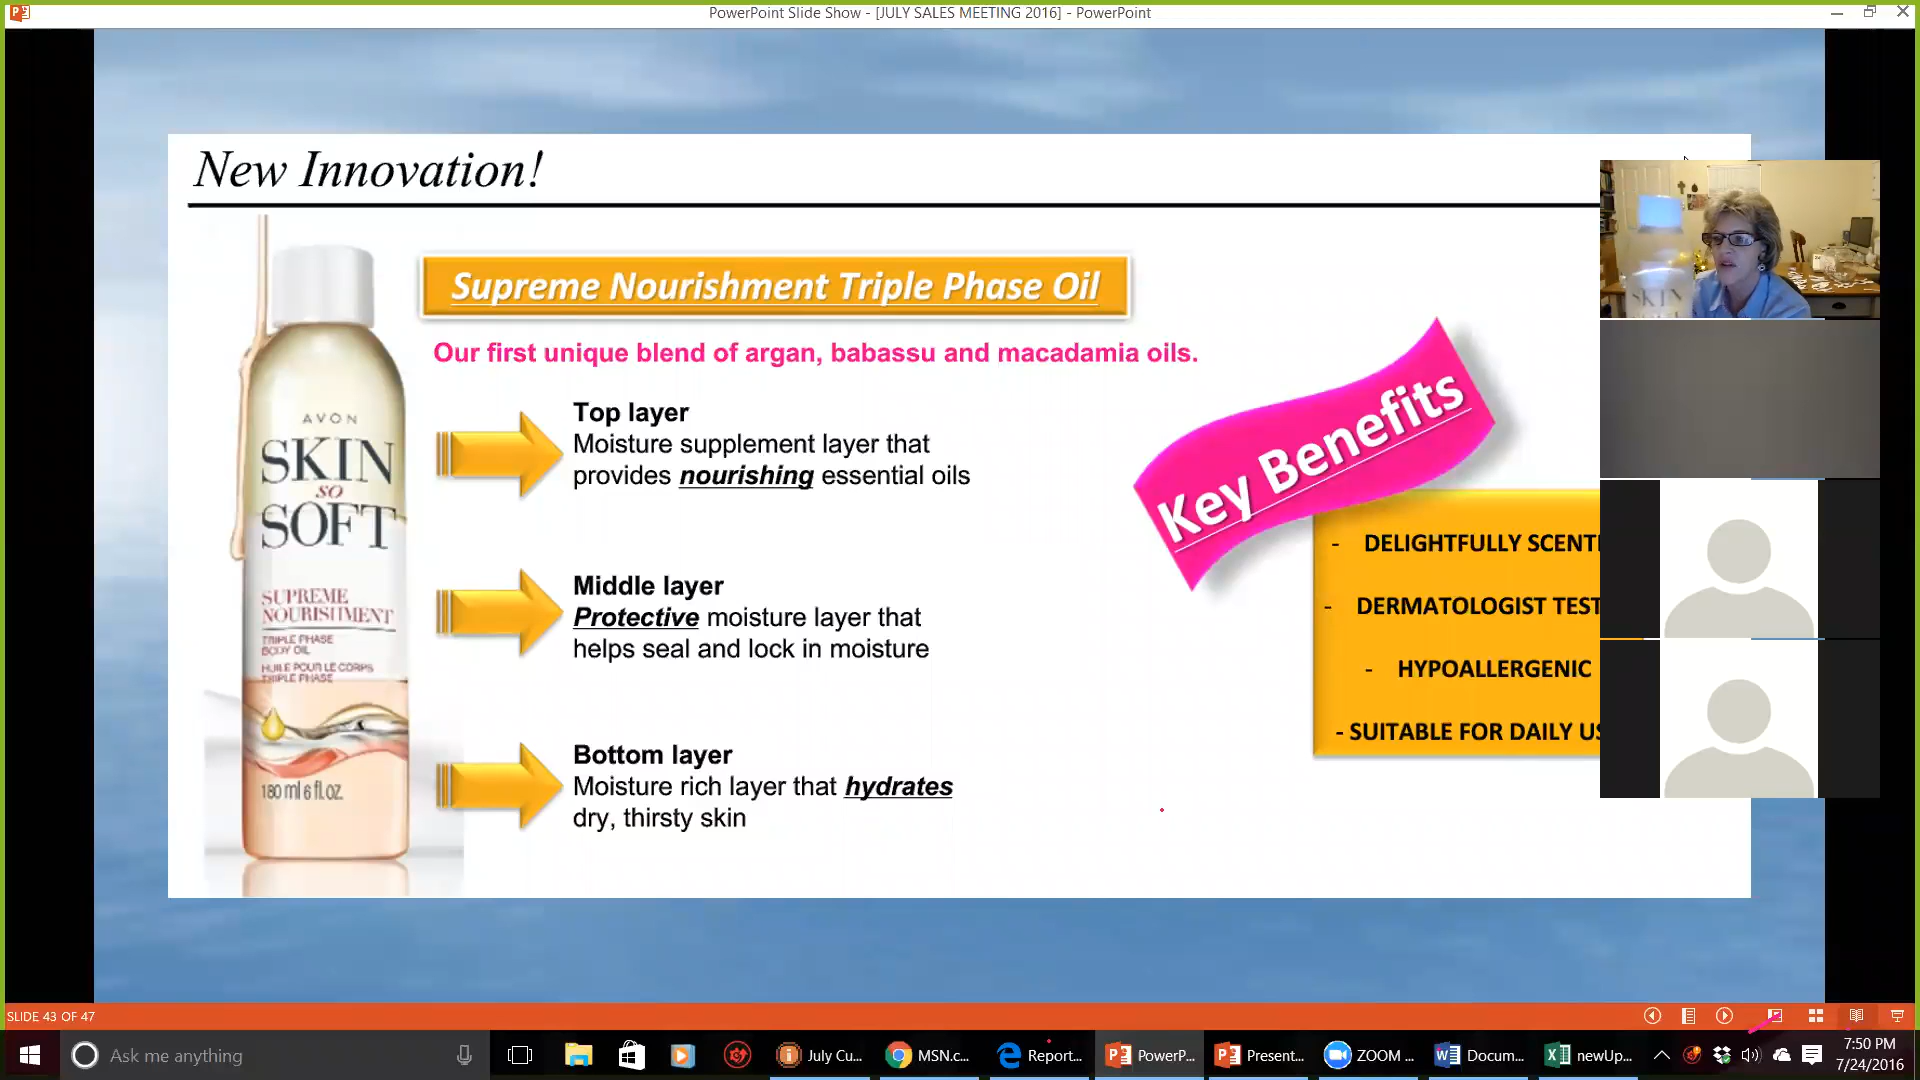 PowerPoint Slide Show - [JULY SALES MEETING 2016] - PowerPoint
New Innovation!
Supreme Nourishment Triple Phase Oil
Our first unique blend of argan, babassu and macadamia oils.
Top layer
Moisture supplement layer that
provides nourishing essential oils
Middle layer
Protective moisture layer that
helps seal and lock in moisture
Bottom layer
Moisture rich layer that hydrates
dry, thirsty skin
AVON
SKIN
SO
SOFT
SUPREME
NOURISHMENT
TRIPLE PHASE
BODY OIL
HUILE POUR LE CORPS
TRIPLE PHASE
180 ml 6 fl.oz.
Key Benefits
- DELIGHTFULLY SCENT
- DERMATOLOGIST TEST
- HYPOALLERGENIC
- SUITABLE FOR DAILY US
SKIN
SLIDE 43 OF 47
Ask me anything
July Cu...
MSN.c...
Report...
PowerP...
Present...
ZOOM ...
Docum...
newUp...
7:50 PM
7/24/2016